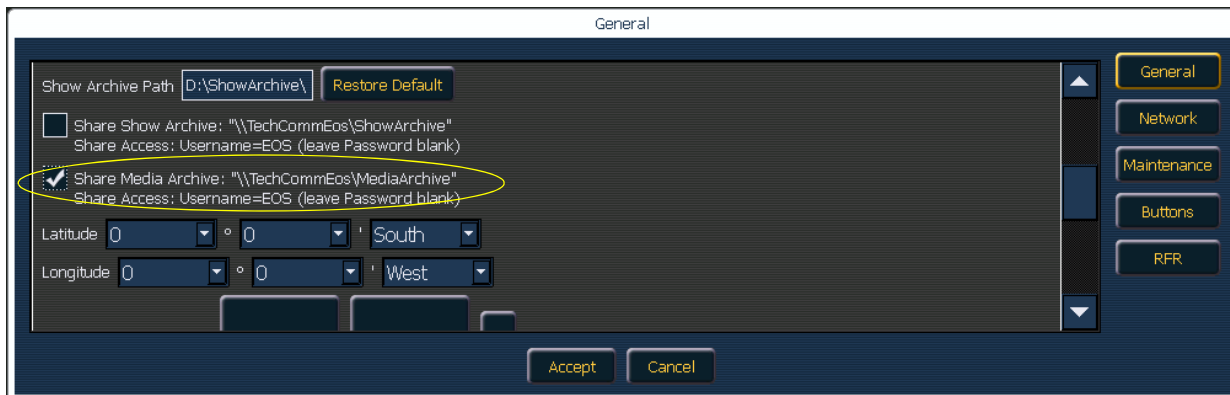 General
Show Archive Path D:\ShowArchive\ Restore Default
Share Show Archive: "\\TechCommEos\ShowArchive"
Share Access: Username=EOS (leave Password blank)
Share Media Archive: "\\TechCommEos\MediaArchive"
Share Access: Username=EOS (leave Password blank)
Latitude 0 ° 0 ' South
Longitude 0 ° 0 ' West
General
Network
Maintenance
Buttons
RFR
Accept Cancel